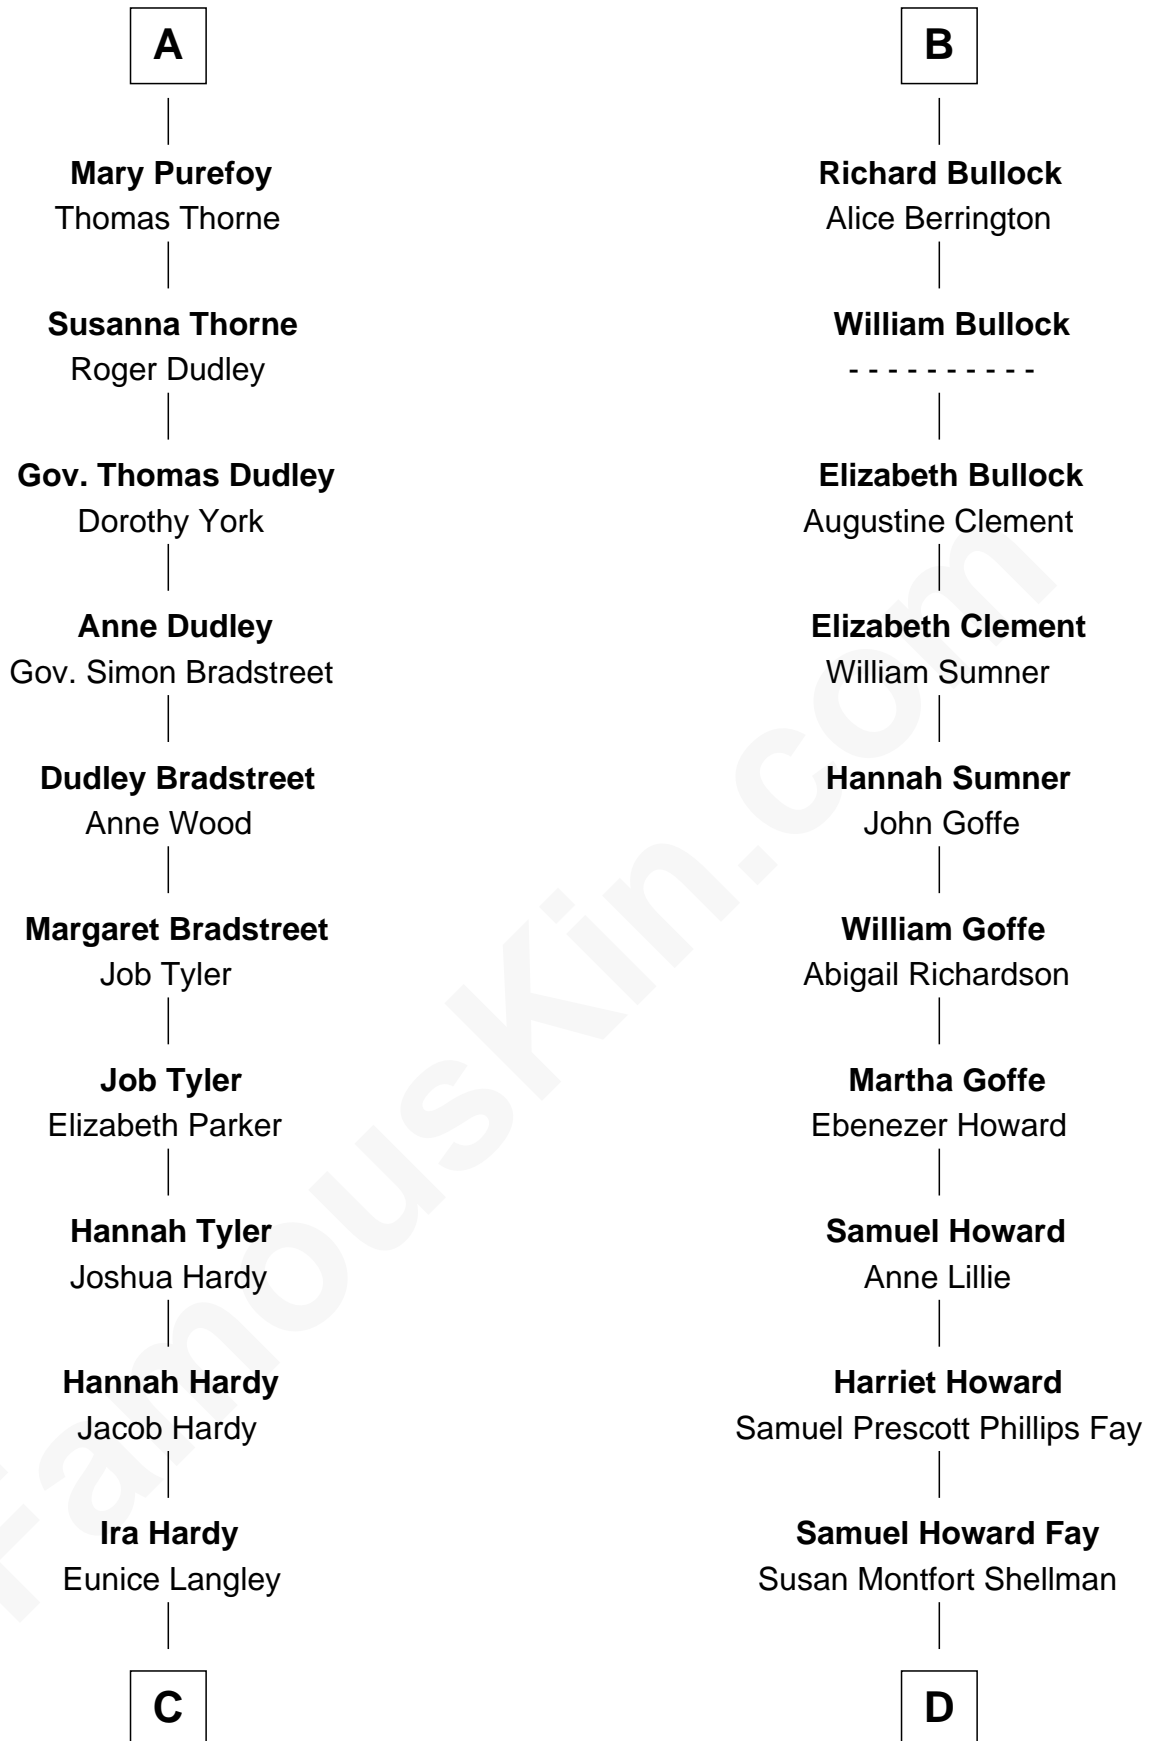 A
Mary Purefoy
Thomas Thorne
Susanna Thorne
Roger Dudley
Gov. Thomas Dudley
Dorothy York
Anne Dudley
Gov. Simon Bradstreet
Dudley Bradstreet
Anne Wood
Margaret Bradstreet
Job Tyler
Job Tyler
Elizabeth Parker
Hannah Tyler
Joshua Hardy
Hannah Hardy
Jacob Hardy
Ira Hardy
Eunice Langley
C
B
Richard Bullock
Alice Berrington
William Bullock
- - - - - - - - - -
Elizabeth Bullock
Augustine Clement
Elizabeth Clement
William Sumner
Hannah Sumner
John Goffe
William Goffe
Abigail Richardson
Martha Goffe
Ebenezer Howard
Samuel Howard
Anne Lillie
Harriet Howard
Samuel Prescott Phillips Fay
Samuel Howard Fay
Susan Montfort Shellman
D
FamousKin.com